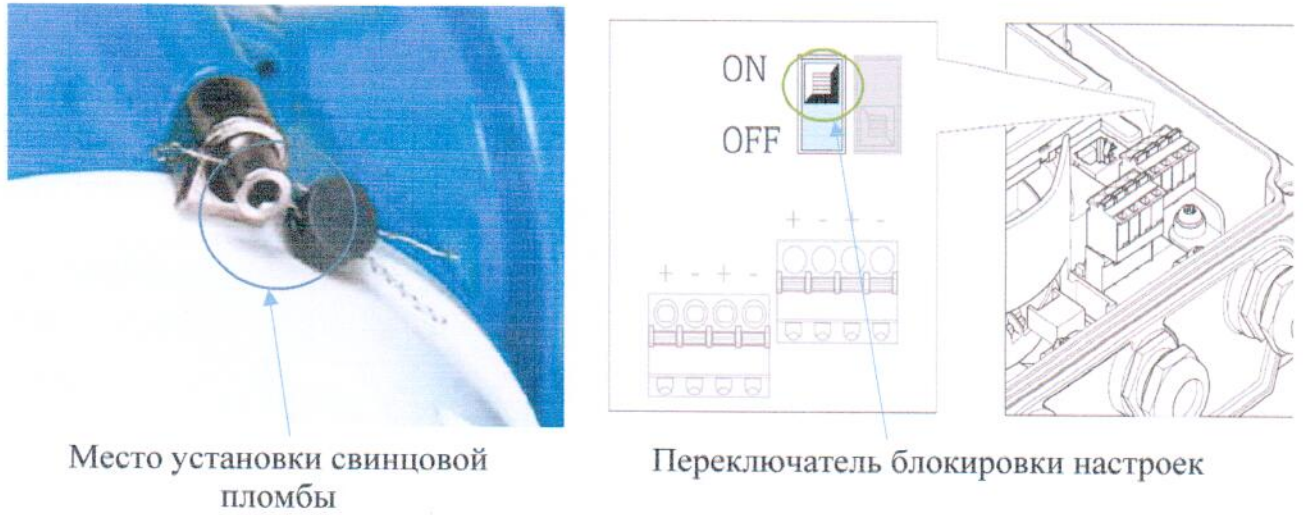 ON
OFF
+ - + -
+ - + -
Место установки свинцовой
пломбы
Переключатель блокировки настроек